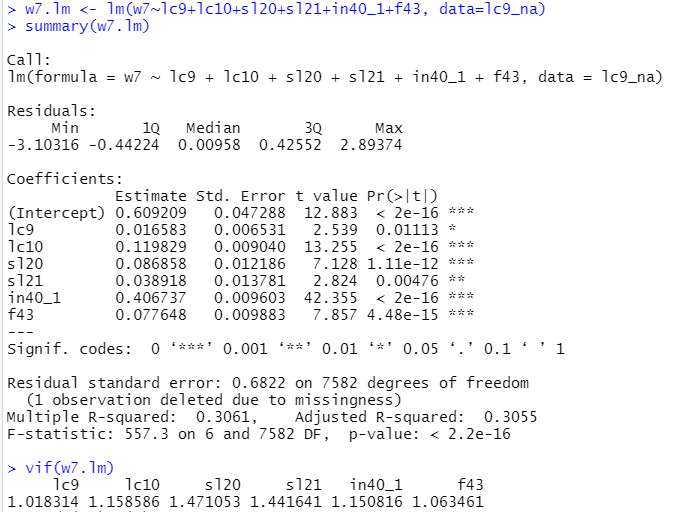 > w7.lm <- lm(w7~lc9+lc10+sl20+sl21+in40_1+f43, data=lc9_na)
> summary(w7.lm)
Call:
lm(formula = w7 ~ lc9 + lc10 + sl20 + sl21 + in40_1 + f43, data = lc9_na)
Residuals:
Min 1Q Median 3Q Max
-3.10316 -0.44224 0.00958 0.42552 2.89374
Coefficients:
Estimate Std. Error t value Pr(>|t|)
(Intercept) 0.609209 0.047288 12.883 < 2e-16 ***
lc9 0.016583 0.006531 2.539 0.01113 *
lc10 0.119829 0.009040 13.255 < 2e-16 ***
sl20 0.086858 0.012186 7.128 1.11e-12 ***
sl21 0.038918 0.013781 2.824 0.00476 **
in40_1 0.406737 0.009603 42.355 < 2e-16 ***
f43 0.077648 0.009883 7.857 4.48e-15 ***
---
Signif. codes: 0 ‘***’ 0.001 ‘**’ 0.01 ‘*’ 0.05 ‘.’ 0.1 ‘ ’ 1
Residual standard error: 0.6822 on 7582 degrees of freedom
(1 observation deleted due to missingness)
Multiple R-squared: 0.3061, Adjusted R-squared: 0.3055
F-statistic: 557.3 on 6 and 7582 DF, p-value: < 2.2e-16
> vif(w7.lm)
lc9 lc10 sl20 sl21 in40_1 f43
1.018314 1.158586 1.471053 1.441641 1.150816 1.063461